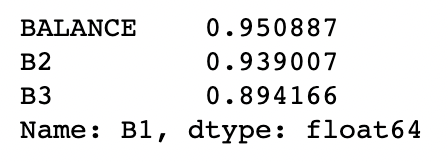 BALANCE    0.950887
B2         0.939007
B3         0.894166
Name: B1, dtype: float64